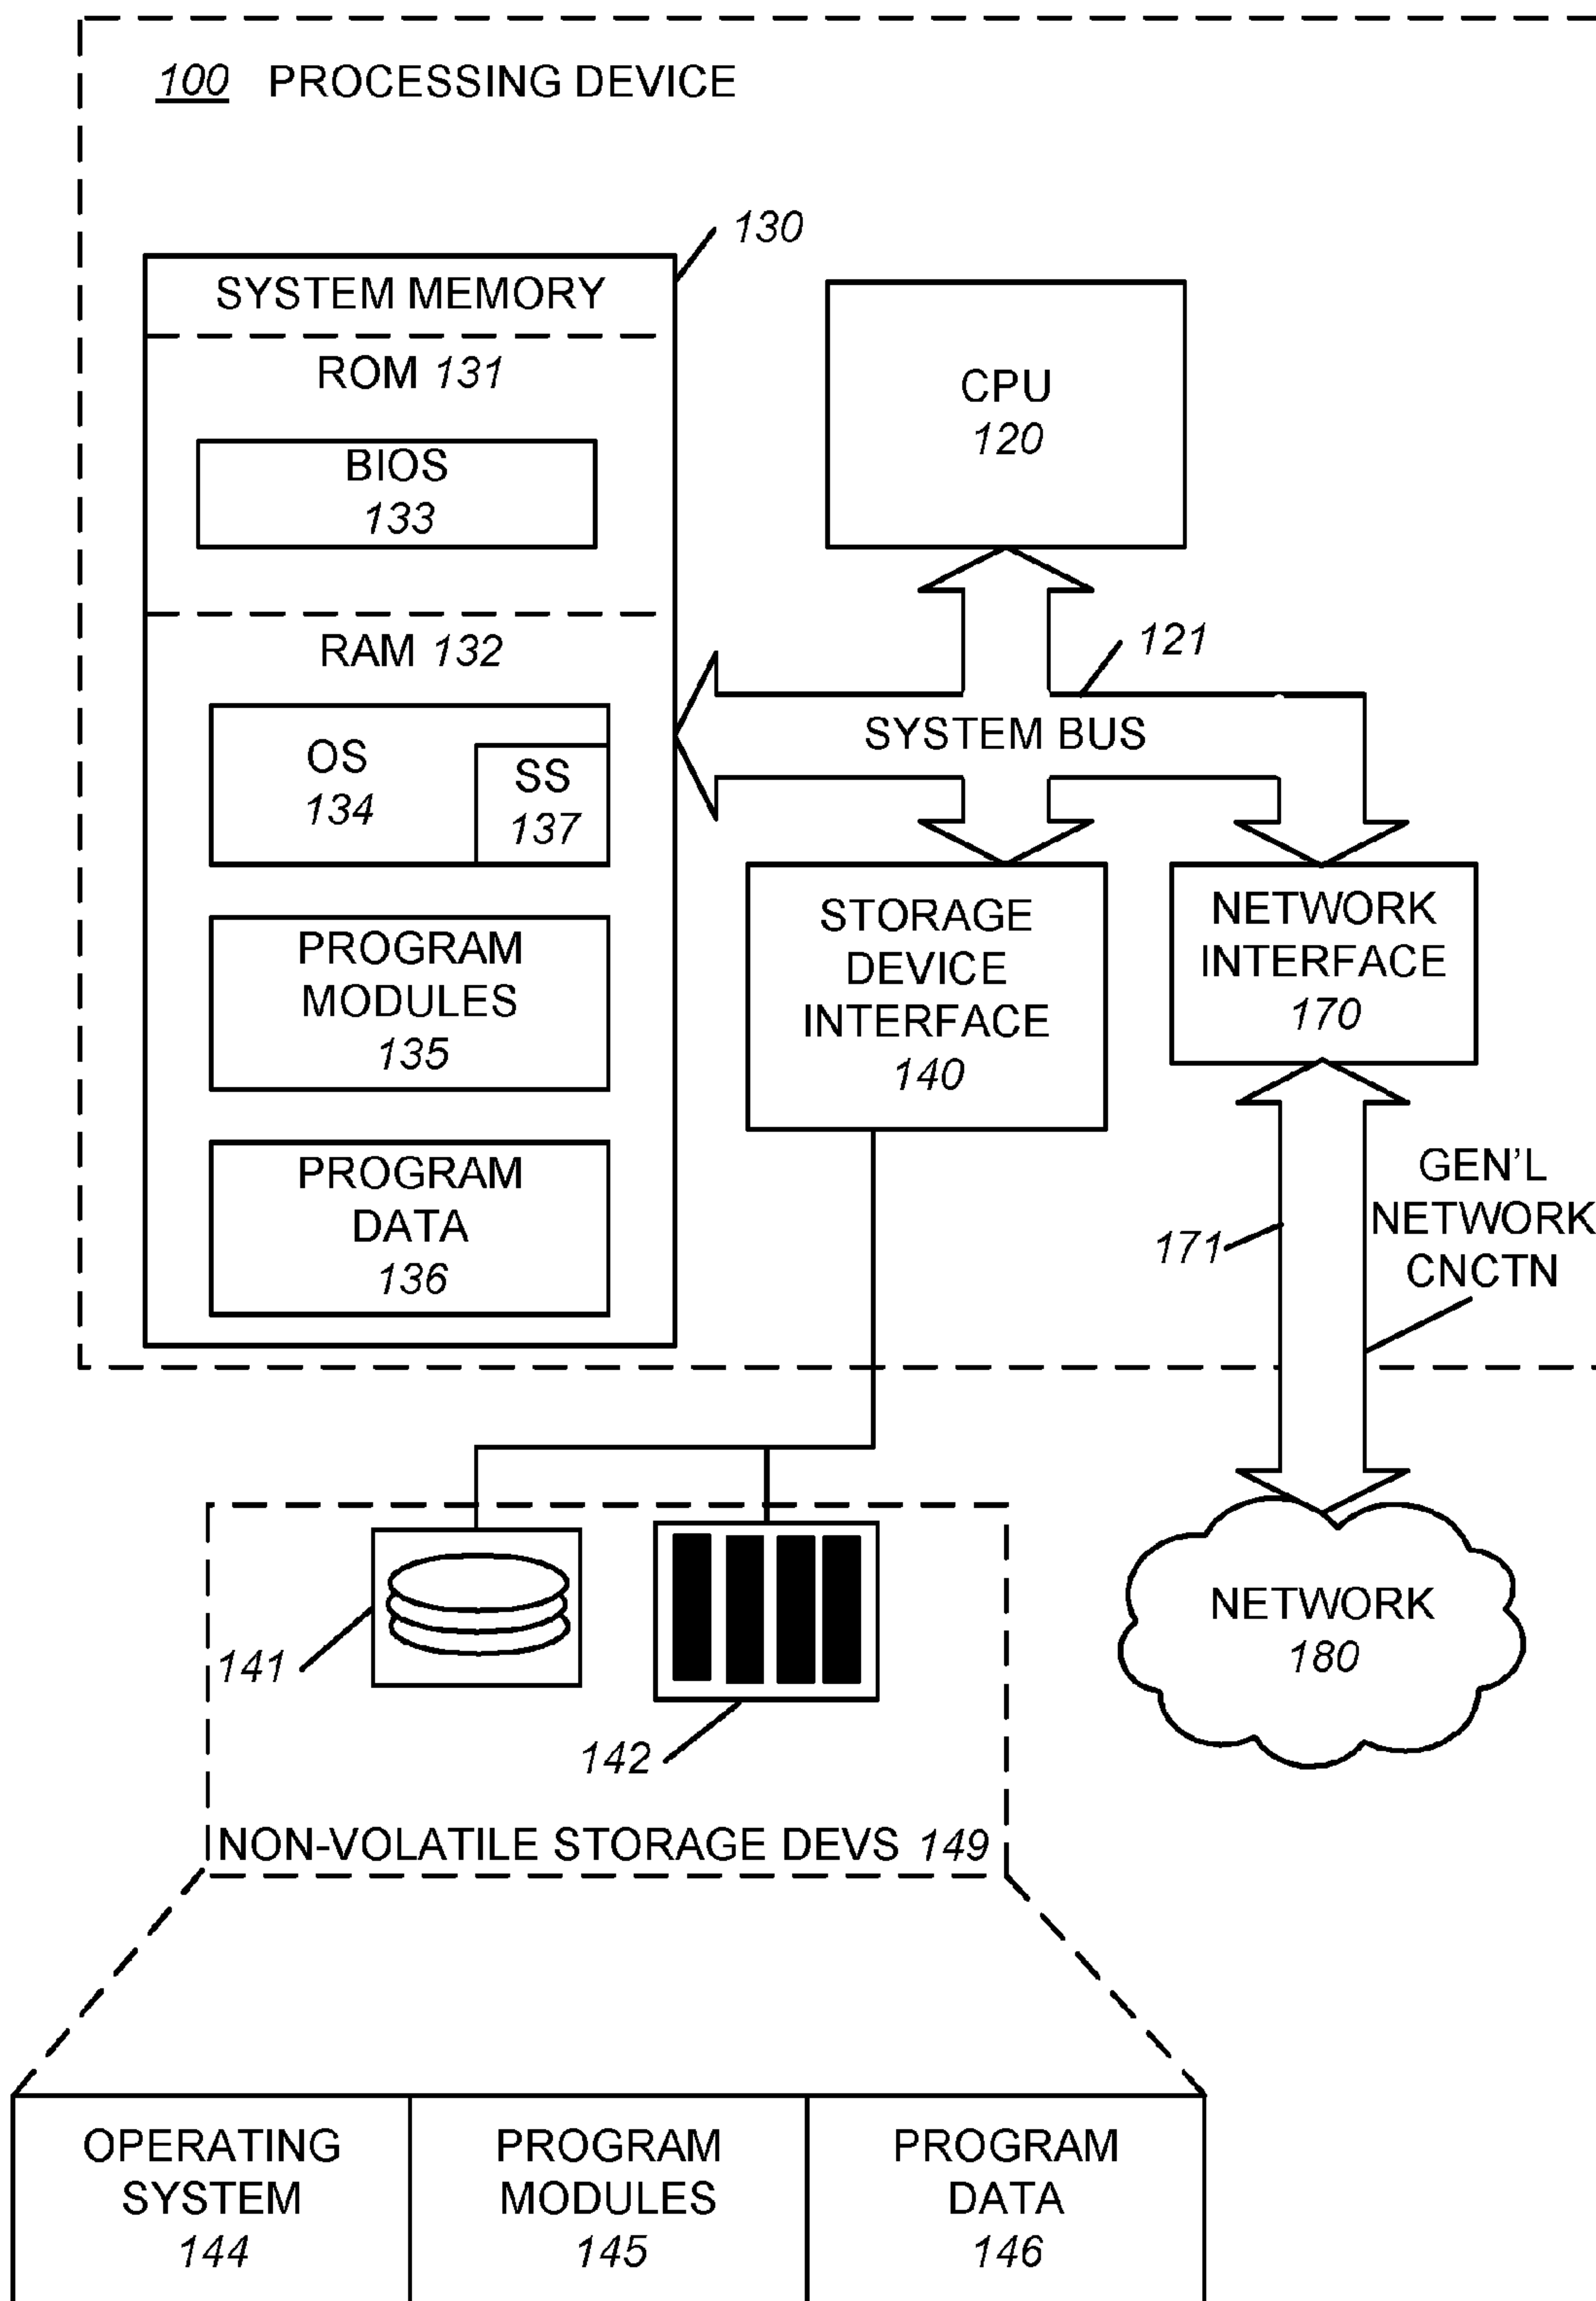 100 PROCESSING DEVICE
130
SYSTEM MEMORY
ROM 131
BIOS
133
RAM 132
OS
134
SS
137
PROGRAM
MODULES
135
PROGRAM
DATA
136
CPU
120
121
SYSTEM BUS
STORAGE
DEVICE
INTERFACE
140
NETWORK
INTERFACE
170
171
GEN'L
NETWORK
CNCTN
141
142
NON-VOLATILE STORAGE DEVS 149
NETWORK
180
OPERATING
SYSTEM
144
PROGRAM
MODULES
145
PROGRAM
DATA
146